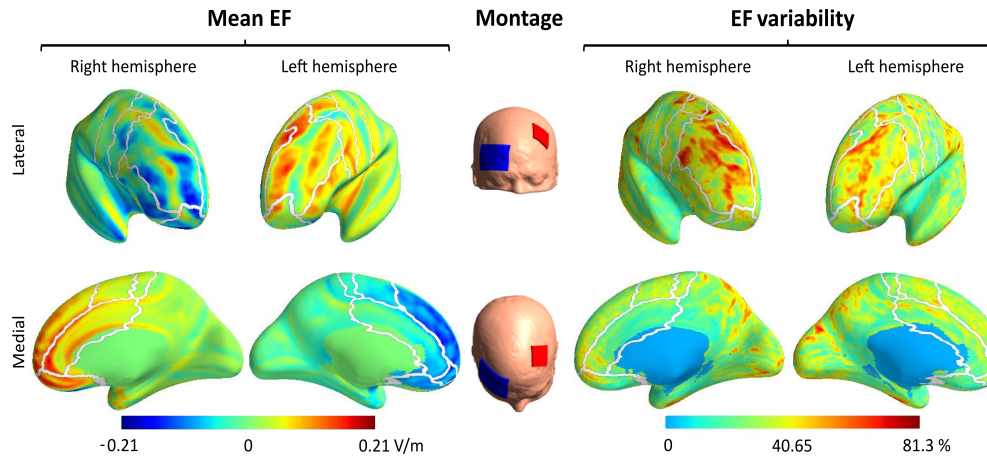 Mean EF Montage EF variability
Right hemisphere Left hemisphere Right hemisphere Left hemisphere
Lateral
Medial
-0.21 0 0.21 V/m 0 40.65 81.3 %